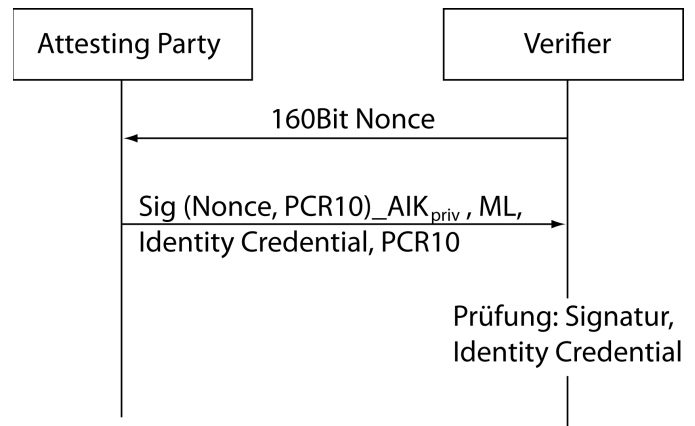 Attesting Party
Verifier
160Bit Nonce
Sig (Nonce, PCR10)_AIKpriv , ML,
Identity Credential, PCR10
Prüfung: Signatur,
Identity Credential